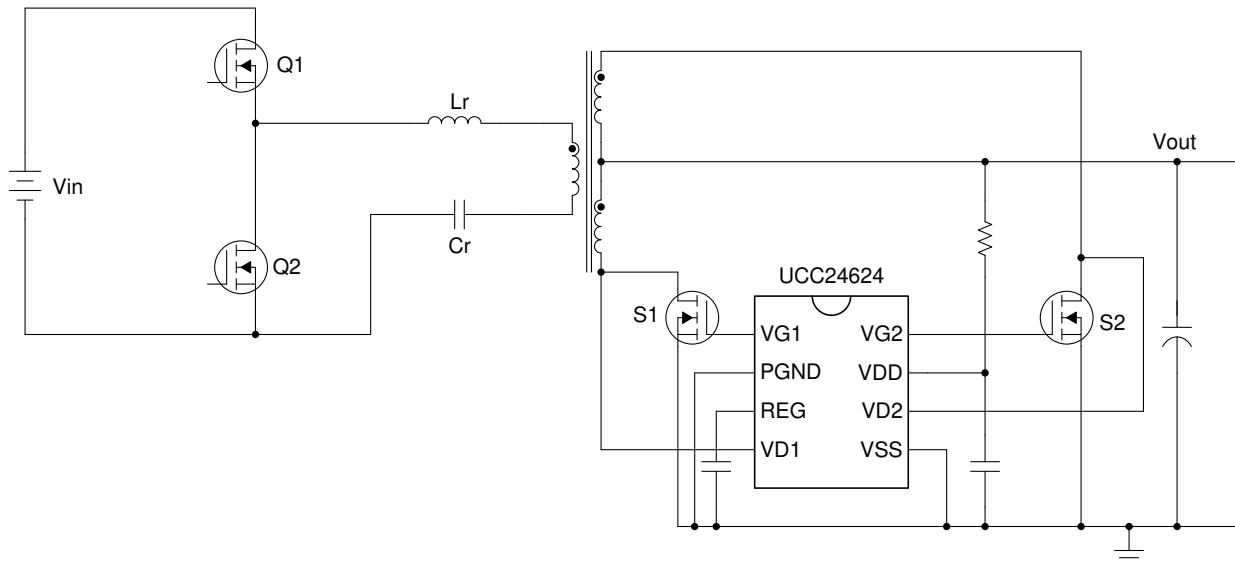 Q1
Lr
Vout
Vin
Cr
Q2
UCC24624
S1
S2
VG1
VG2
PGND
VDD
REG
VD2
VD1
VSS